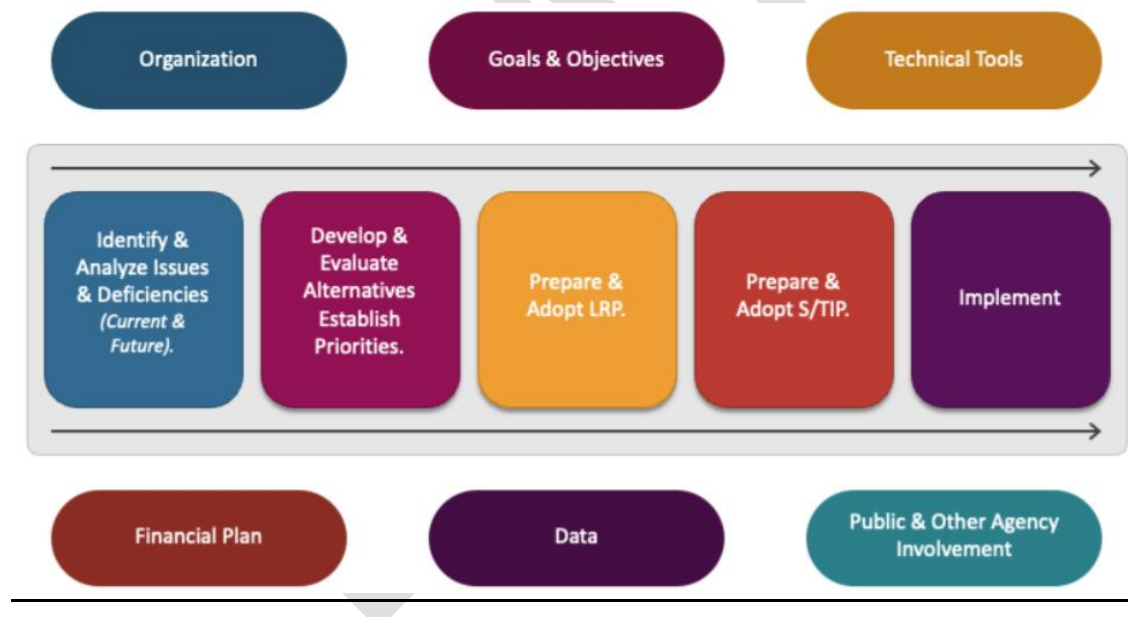 Organization
Goals & Objectives
Technical Tools
Identify &
Analyze Issues
& Deficiencies
(Current &
Future).
Develop &
Evaluate
Alternatives
Establish
Priorities.
Prepare &
Adopt LRP.
Prepare &
Adopt S/TIP.
Implement
Financial Plan
Data
Public & Other Agency
Involvement